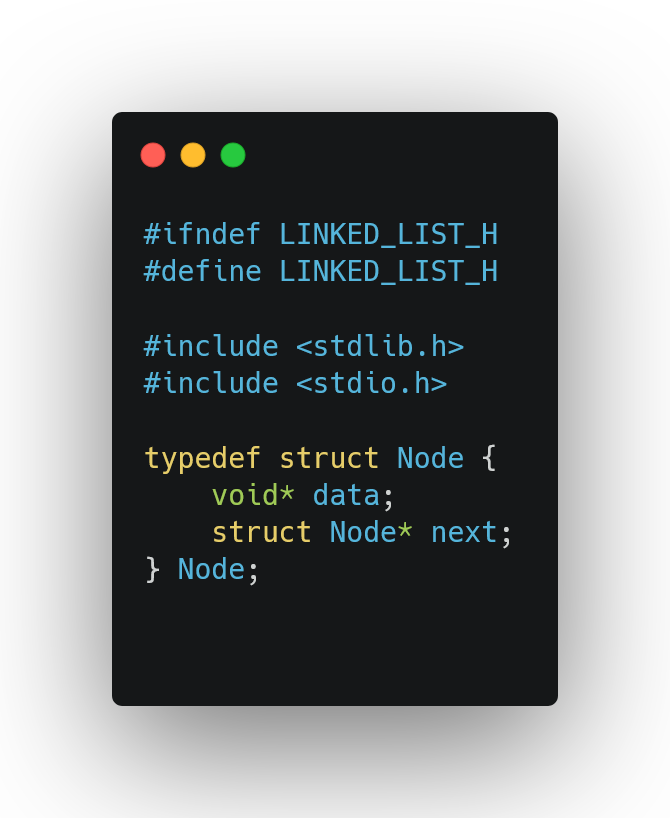 #ifndef LINKED_LIST_H
#define LINKED_LIST_H

#include <stdlib.h>
#include <stdio.h>

typedef struct Node {
    void* data;
    struct Node* next;
} Node;